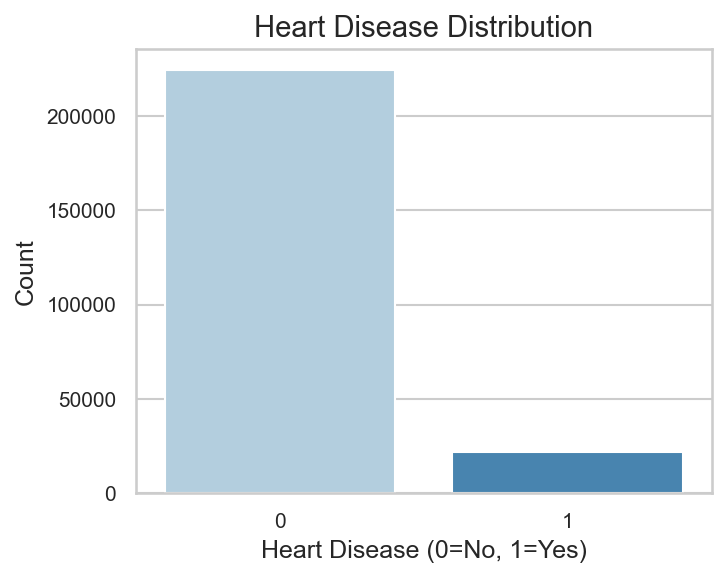 Heart Disease Distribution
Count
200000
150000
100000
50000
0
0
1
Heart Disease (0=No, 1=Yes)